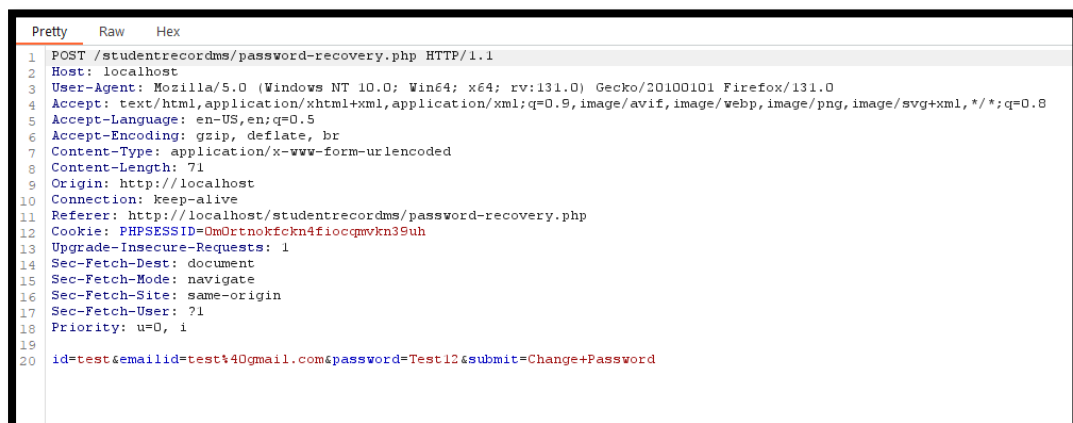 Pretty Raw Hex
1 POST /studentrecordms/password-recovery.php HTTP/1.1
2 Host: localhost
3 User-Agent: Mozilla/5.0 (Windows NT 10.0; Win64; x64; rv:131.0) Gecko/20100101 Firefox/131.0
4 Accept: text/html,application/xhtml+xml,application/xml;q=0.9,image/avif,image/webp,image/png,image/svg+xml,*/*;q=0.8
5 Accept-Language: en-US,en;q=0.5
6 Accept-Encoding: gzip, deflate, br
7 Content-Type: application/x-www-form-urlencoded
8 Content-Length: 71
9 Origin: http://localhost
10 Connection: keep-alive
11 Referer: http://localhost/studentrecordms/password-recovery.php
12 Cookie: PHPSESSID=0m0rtnokfckn4fiocqmvkn39uh
13 Upgrade-Insecure-Requests: 1
14 Sec-Fetch-Dest: document
15 Sec-Fetch-Mode: navigate
16 Sec-Fetch-Site: same-origin
17 Sec-Fetch-User: ?1
18 Priority: u=0, i
19
20 id=test&emailid=test%40gmail.com&password=Test12&submit=Change+Password